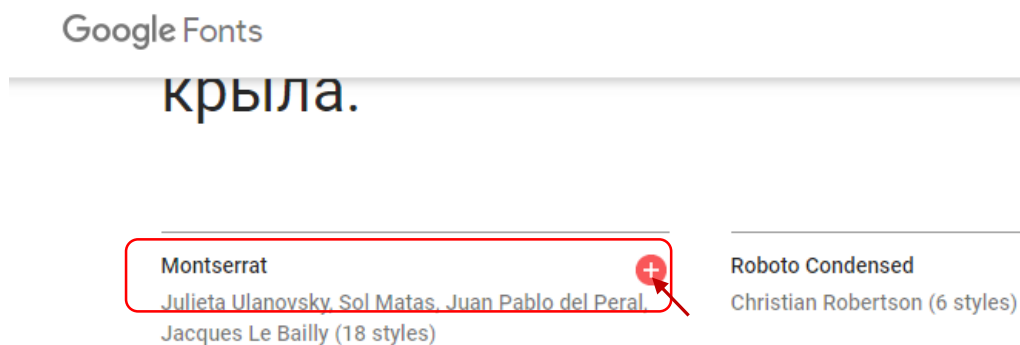 Google Fonts
крыла.
Montserrat
Julieta Ulanovsky, Sol Matas, Juan Pablo del Peral,
Jacques Le Bailly (18 styles)
Roboto Condensed
Christian Robertson (6 styles)